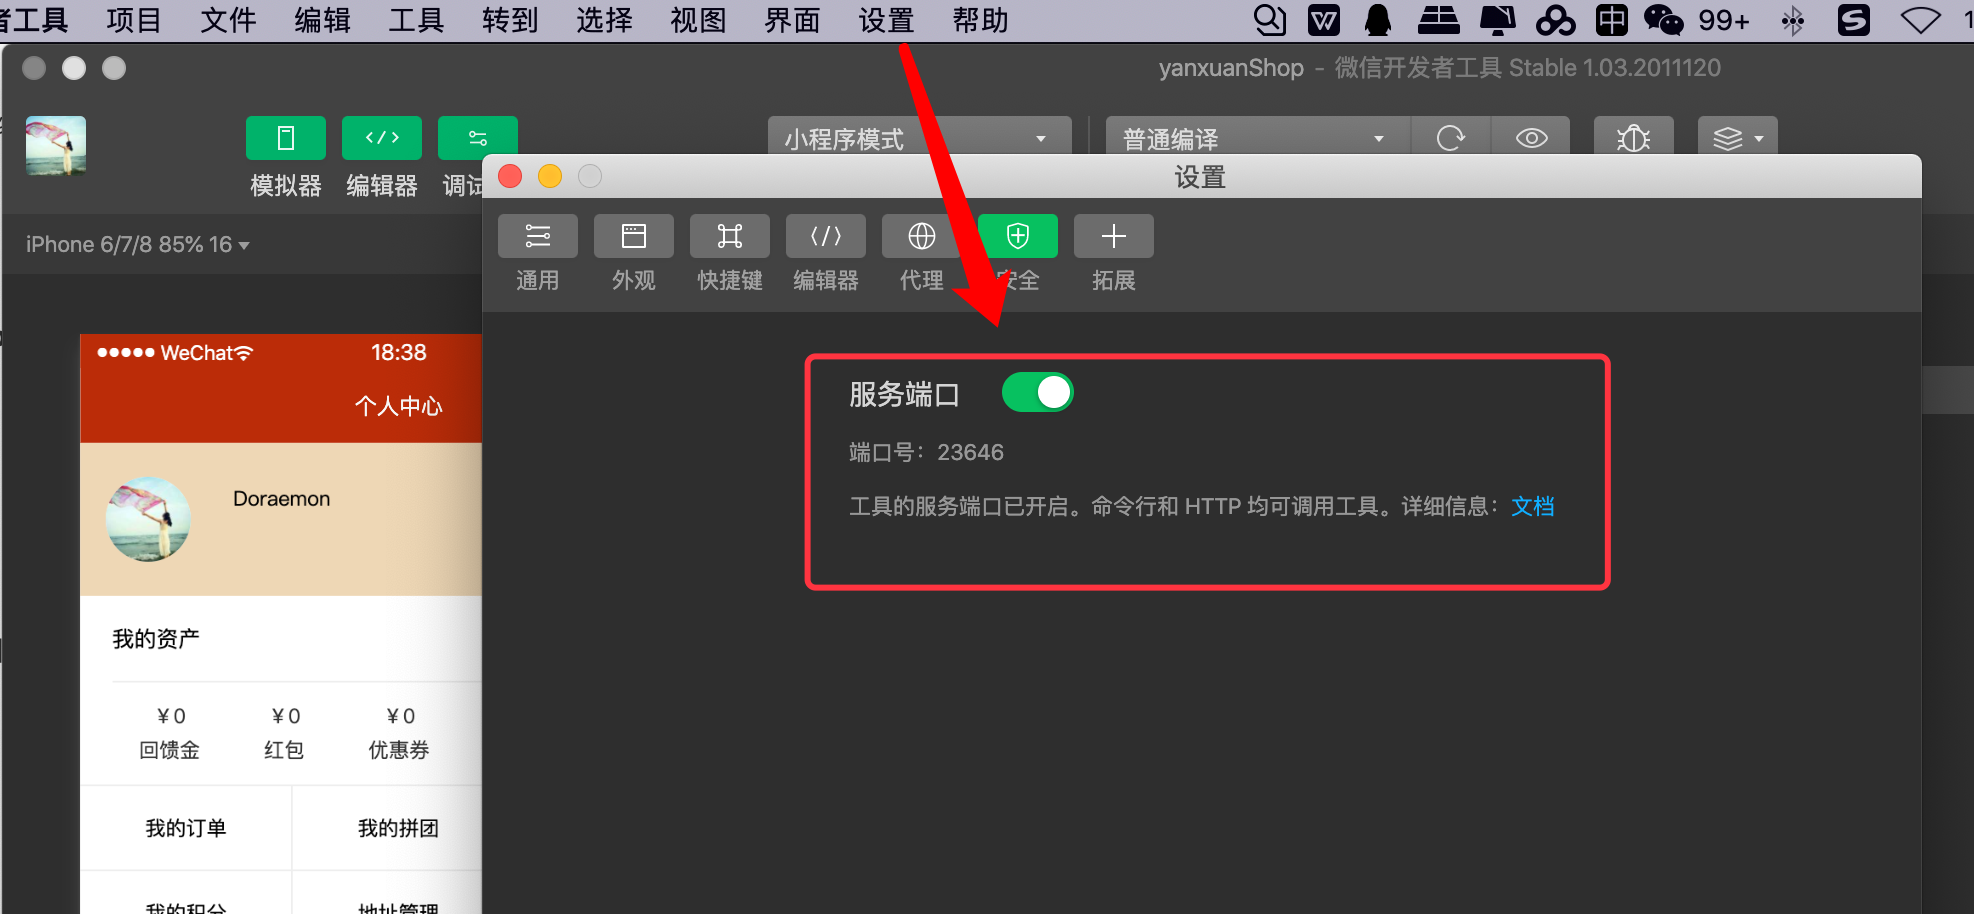 者工具 项目 文件 编辑 工具 转到 选择 视图 界面 设置 帮助 中 99+
yanxuanShop - 微信开发者工具 Stable 1.03.2011120
小程序模式 普通编译
模拟器 编辑器 调试
设置
iPhone 6/7/8 85% 16
通用 外观 快捷键 编辑器 代理 安全 拓展
WeChat 18:38
个人中心
服务端口
端口号：23646
工具的服务端口已开启。命令行和 HTTP 均可调用工具。详细信息：文档
Doraemon
我的资产
¥0 ¥0 ¥0
回馈金 红包 优惠券
我的订单 我的拼团
我的积分 地址管理